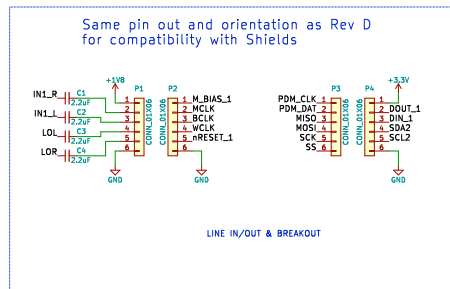 Same pin out and orientation as Rev D
for compatibility with Shields
+1V8
+3.3V
P1
P2
P3
P4
IN1_R
C1
2.2uF
IN1_L
C2
2.2uF
LOL
C3
2.2uF
LOR
C4
2.2uF
1
2
3
4
5
6
CONN_01X06
1
2
3
4
5
6
CONN_01X06
M_BIAS_1
MCLK
BCLK
WCLK
nRESET_1
GND
GND
PDM_CLK
PDM_DAT
MISO
MOSI
SCK
SS
1
2
3
4
5
6
CONN_01X06
1
2
3
4
5
6
CONN_01X06
DOUT_1
DIN_1
SDA2
SCL2
GND
LINE IN/OUT & BREAKOUT